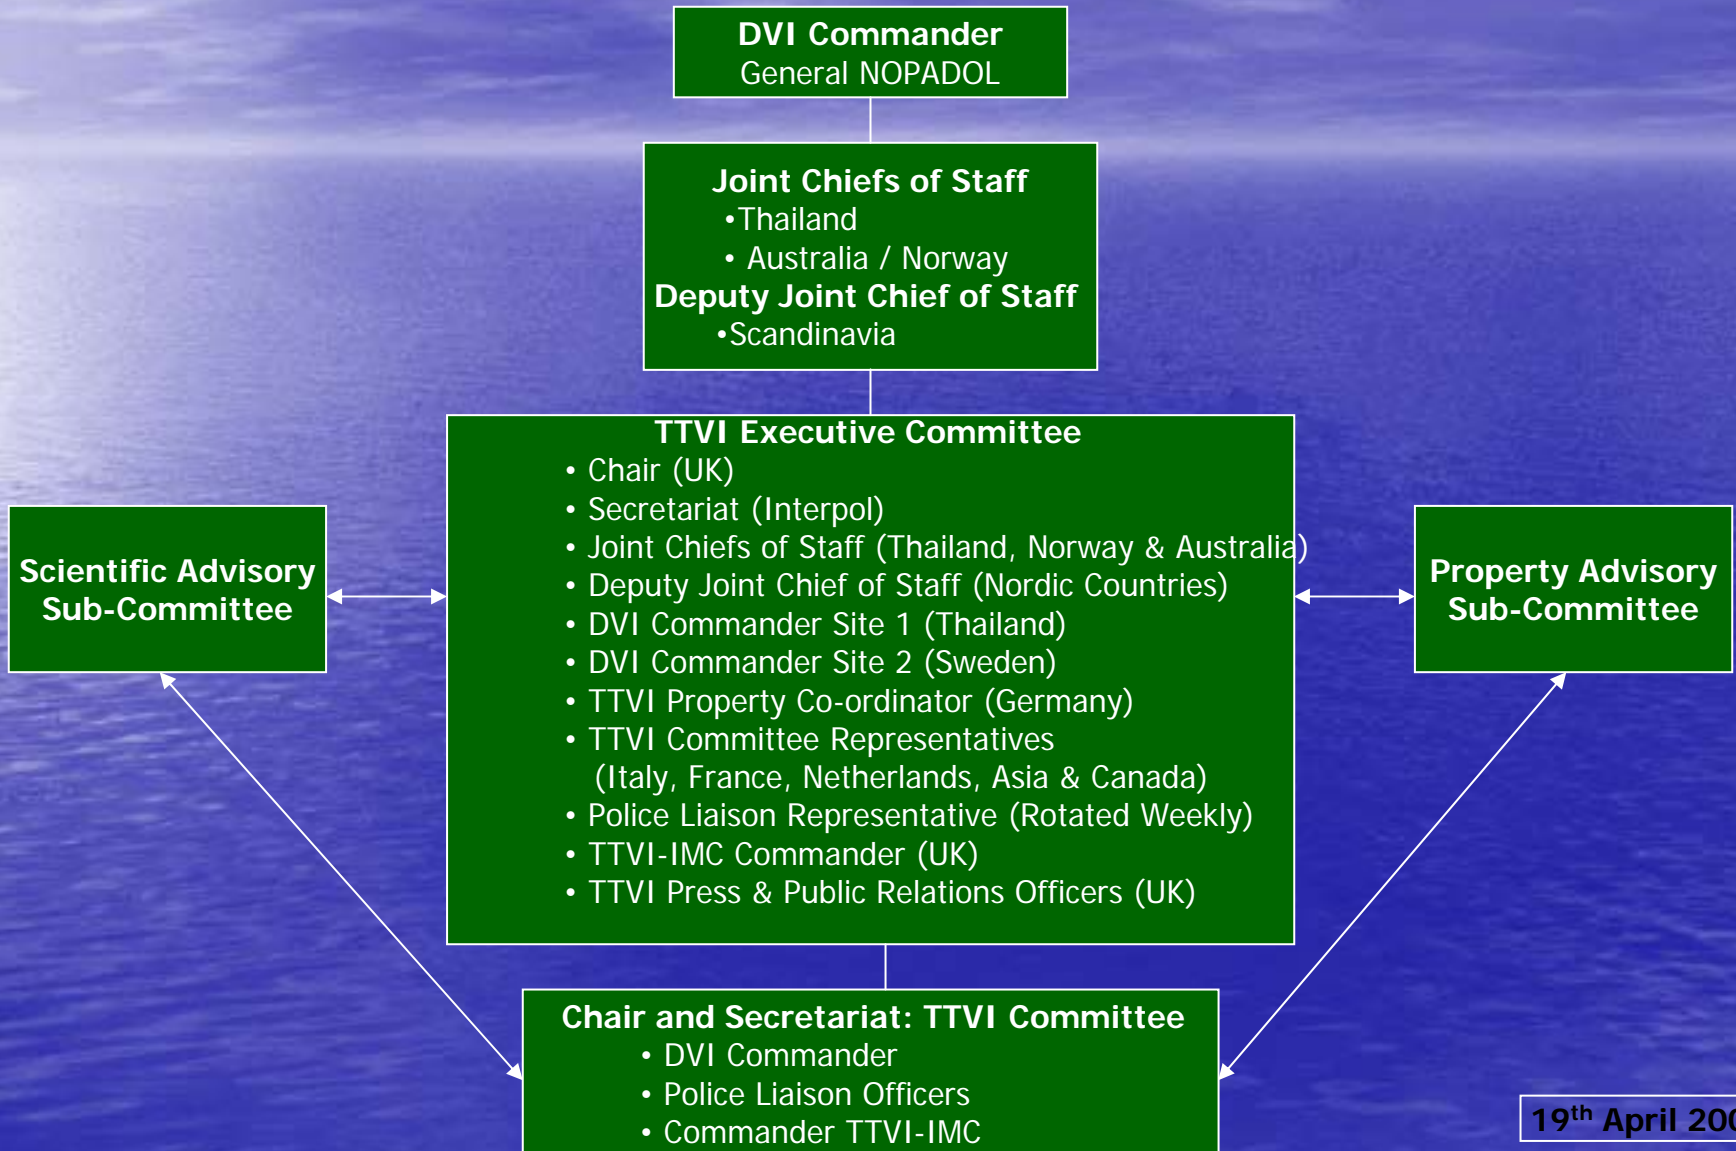 DVI Commander
General NOPADOL
Joint Chiefs of Staff
•Thailand
• Australia / Norway
Deputy Joint Chief of Staff
•Scandinavia
TTVI Executive Committee
• Chair (UK)
• Secretariat (Interpol)
• Joint Chiefs of Staff (Thailand, Norway & Australia)
• Deputy Joint Chief of Staff (Nordic Countries)
• DVI Commander Site 1 (Thailand)
• DVI Commander Site 2 (Sweden)
• TTVI Property Co-ordinator (Germany)
• TTVI Committee Representatives
(Italy, France, Netherlands, Asia & Canada)
• Police Liaison Representative (Rotated Weekly)
• TTVI-IMC Commander (UK)
• TTVI Press & Public Relations Officers (UK)
Scientific Advisory
Sub-Committee
Property Advisory
Sub-Committee
Chair and Secretariat: TTVI Committee
• DVI Commander
• Police Liaison Officers
• Commander TTVI-IMC
19th April